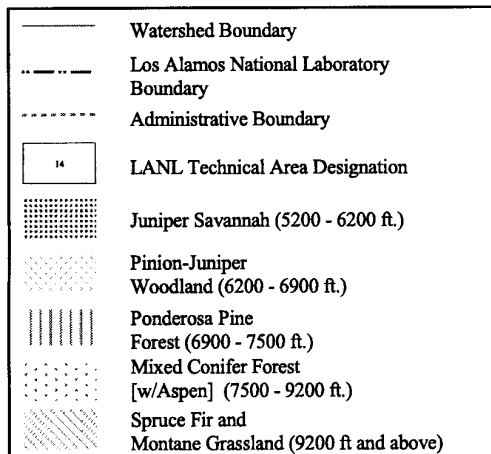 Watershed Boundary
Los Alamos National Laboratory
Boundary
Administrative Boundary
14
LANL Technical Area Designation
Juniper Savannah (5200 - 6200 ft.)
Pinion-Juniper
Woodland (6200 - 6900 ft.)
Ponderosa Pine
Forest (6900 - 7500 ft.)
Mixed Conifer Forest
[w/Aspen] (7500 - 9200 ft.)
Spruce Fir and
Montane Grassland (9200 ft and above)